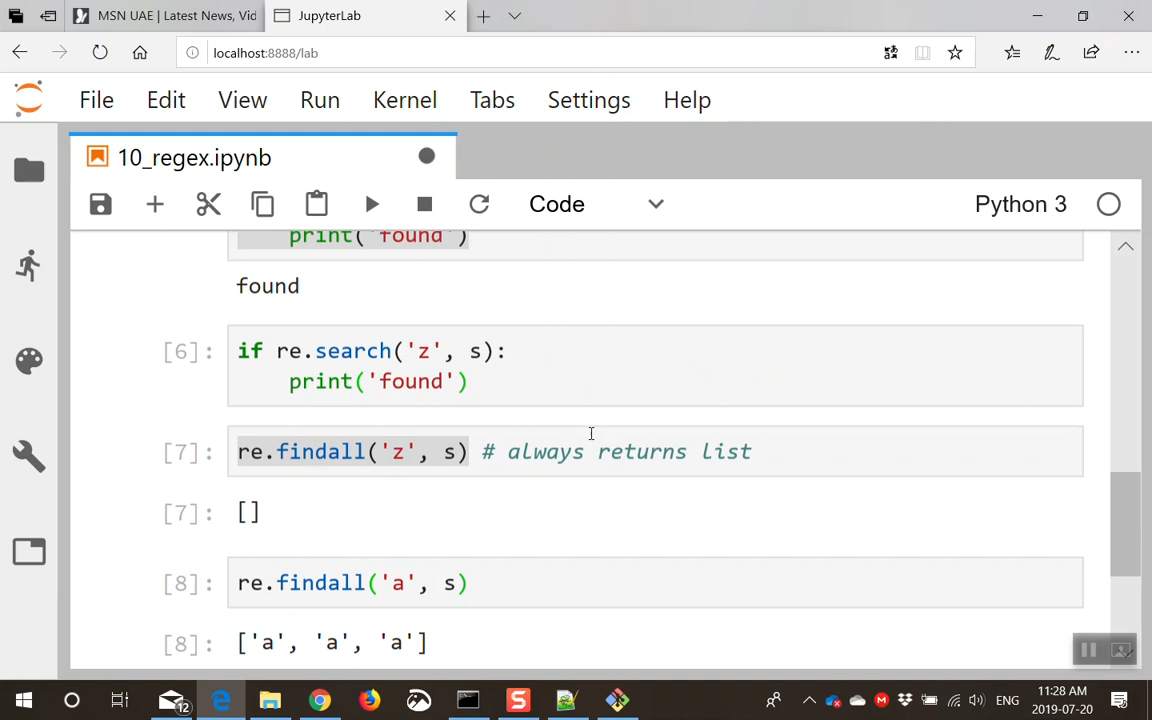 MSN UAE | Latest News, Vid
JupyterLab
localhost:8888/lab
File Edit View Run Kernel Tabs Settings Help
10_regex.ipynb
Code
Python 3
print('found')
found
[6]: if re.search('z', s):
print('found')
[7]: re.findall('z', s) # always returns list
[7]: []
[8]: re.findall('a', s)
[8]: ['a', 'a', 'a']
12
ENG
11:28 AM
2019-07-20